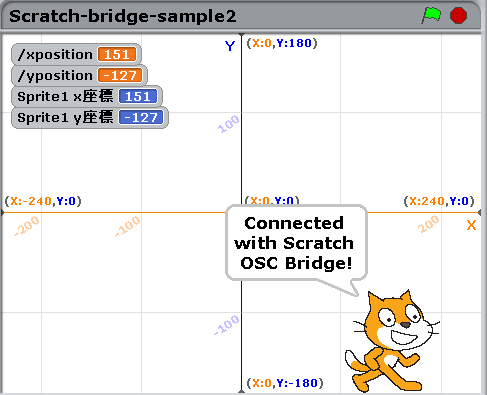 Scratch-bridge-sample2
/xposition 151
/yposition -127
Sprite1 x座標 151
Sprite1 y座標 -127
Y
(X:0,Y:180)
100
(X:-240,Y:0)
(X:0,Y:0)
(X:240,Y:0)
-200
-100
200
X
Connected
with Scratch
OSC Bridge!
-100
(X:0,Y:-180)